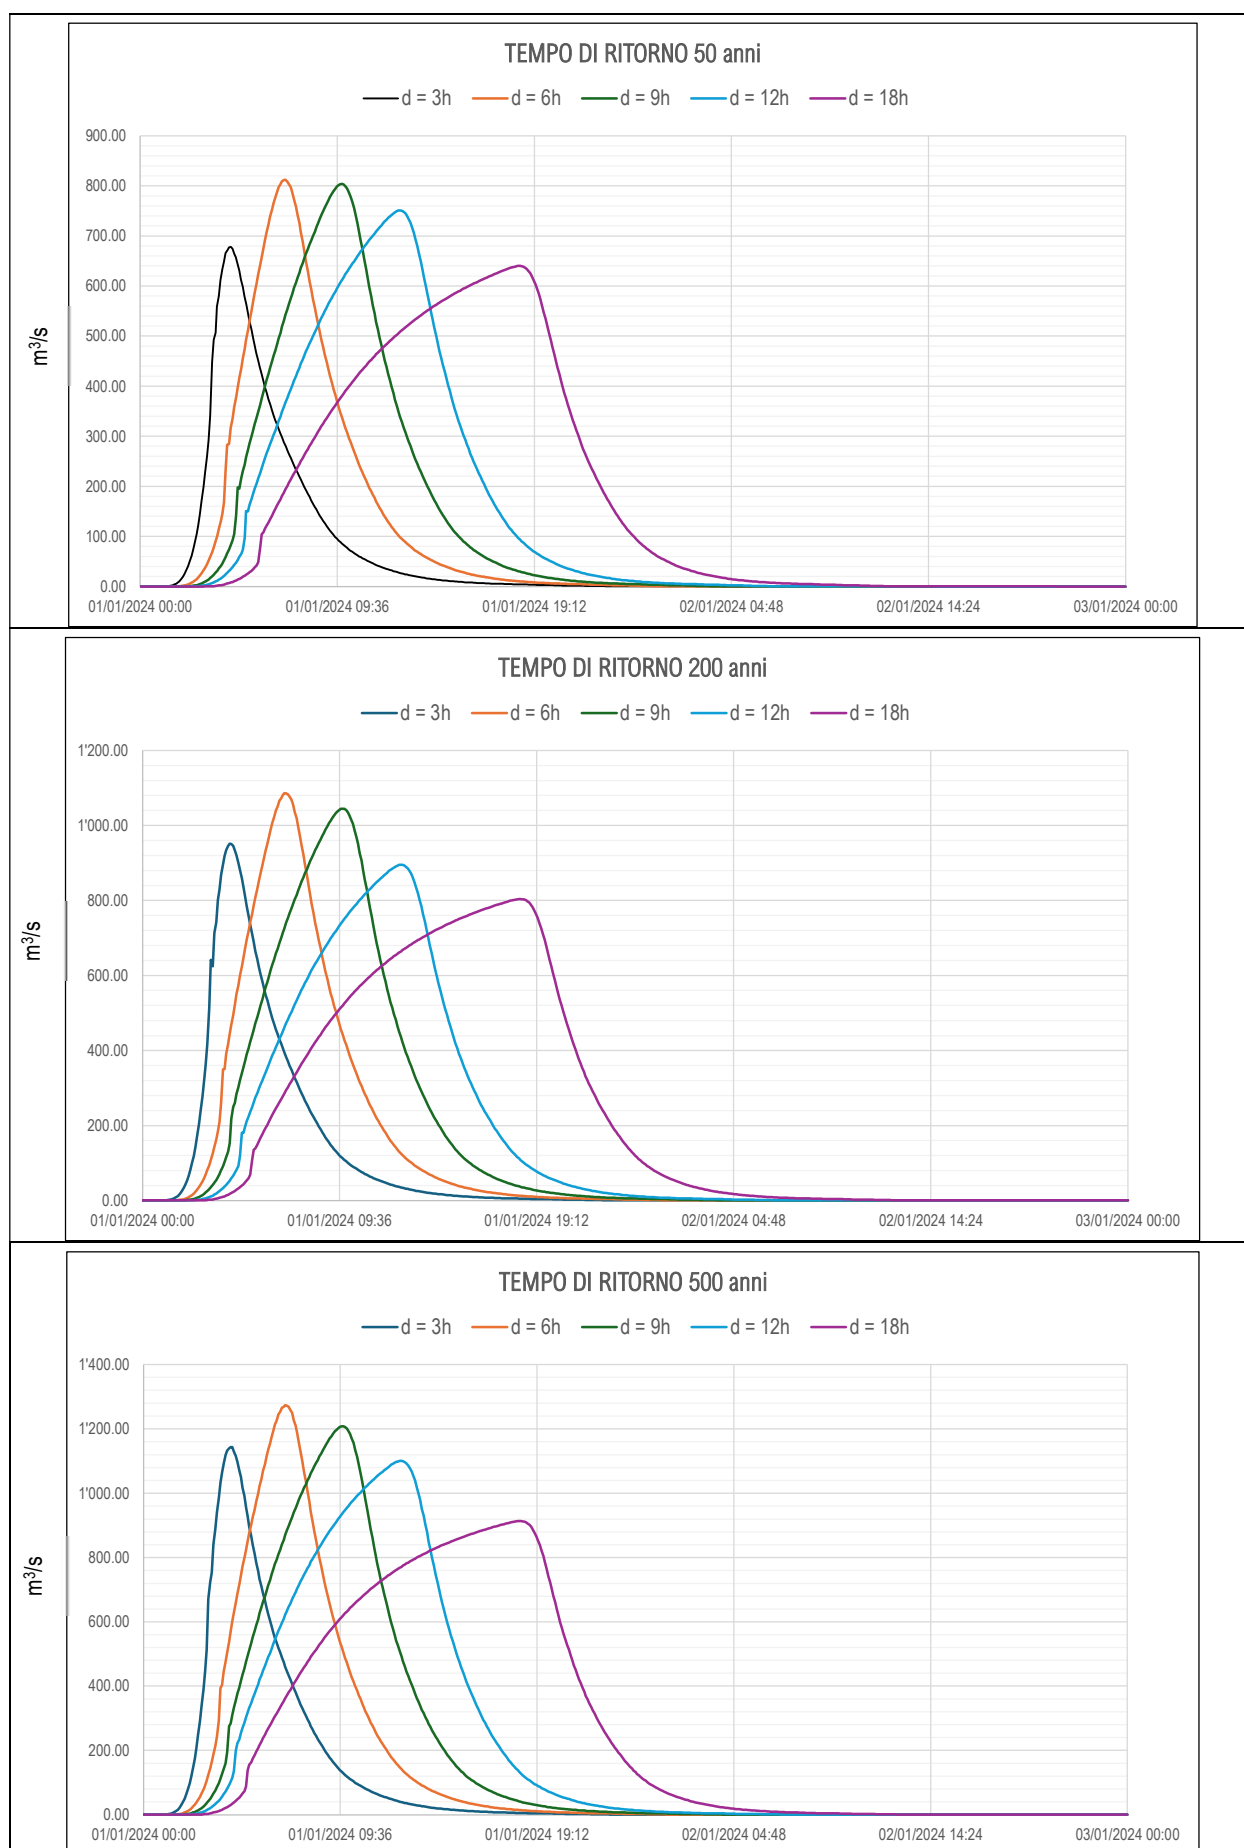 TEMPO DI RITORNO 50 anni
d = 3h d = 6h d = 9h d = 12h d = 18h
900.00
800.00
700.00
600.00
500.00
400.00
300.00
200.00
100.00
0.00
m³/s
01/01/2024 00:00 01/01/2024 09:36 01/01/2024 19:12 02/01/2024 04:48 02/01/2024 14:24 03/01/2024 00:00
TEMPO DI RITORNO 200 anni
d = 3h d = 6h d = 9h d = 12h d = 18h
1'200.00
1'000.00
800.00
600.00
400.00
200.00
0.00
m³/s
01/01/2024 00:00 01/01/2024 09:36 01/01/2024 19:12 02/01/2024 04:48 02/01/2024 14:24 03/01/2024 00:00
TEMPO DI RITORNO 500 anni
d = 3h d = 6h d = 9h d = 12h d = 18h
1'400.00
1'200.00
1'000.00
800.00
600.00
400.00
200.00
0.00
m³/s
01/01/2024 00:00 01/01/2024 09:36 01/01/2024 19:12 02/01/2024 04:48 02/01/2024 14:24 03/01/2024 00:00